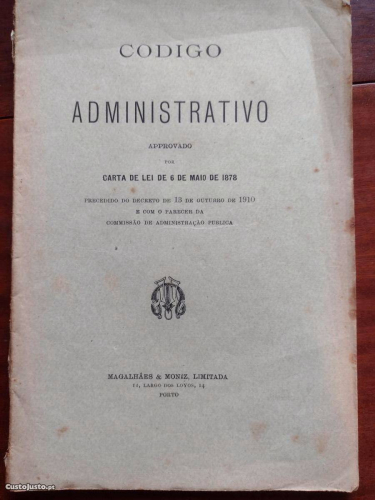 CODIGO
ADMINISTRATIVO
APPROVADO
POR
CARTA DE LEI DE 6 DE MAIO DE 1878
PRECEDIDO DO DECRETO DE 13 DE OUTUBRO DE 1910
E COM O PARECER DA
COMMISSÃO DE ADMINISTRAÇÃO PUBLICA
MAGALHÃES & MONIZ, LIMITADA
LARGO DOS LOYOS, 14
PORTO
CustoJusto.pt